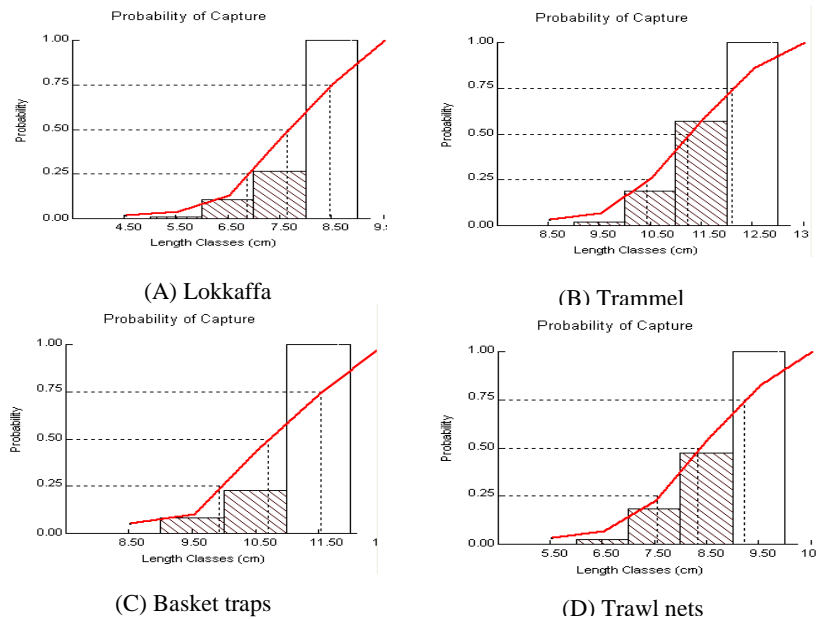 Probability of Capture
Probability
1.00
0.75
0.50
0.25
0.00
4.50 5.50 6.50 7.50 8.50 9.5
Length Classes (cm)
(A) Lokkaffa
Probability of Capture
Probability
1.00
0.75
0.50
0.25
0.00
8.50 9.50 10.50 11.50 12.50 13
Length Classes (cm)
(B) Trammel
Probability of Capture
Probability
1.00
0.75
0.50
0.25
0.00
8.50 9.50 10.50 11.50 1
Length Classes (cm)
(C) Basket traps
Probability of Capture
Probability
1.00
0.75
0.50
0.25
0.00
5.50 6.50 7.50 8.50 9.50 10
Length Classes (cm)
(D) Trawl nets